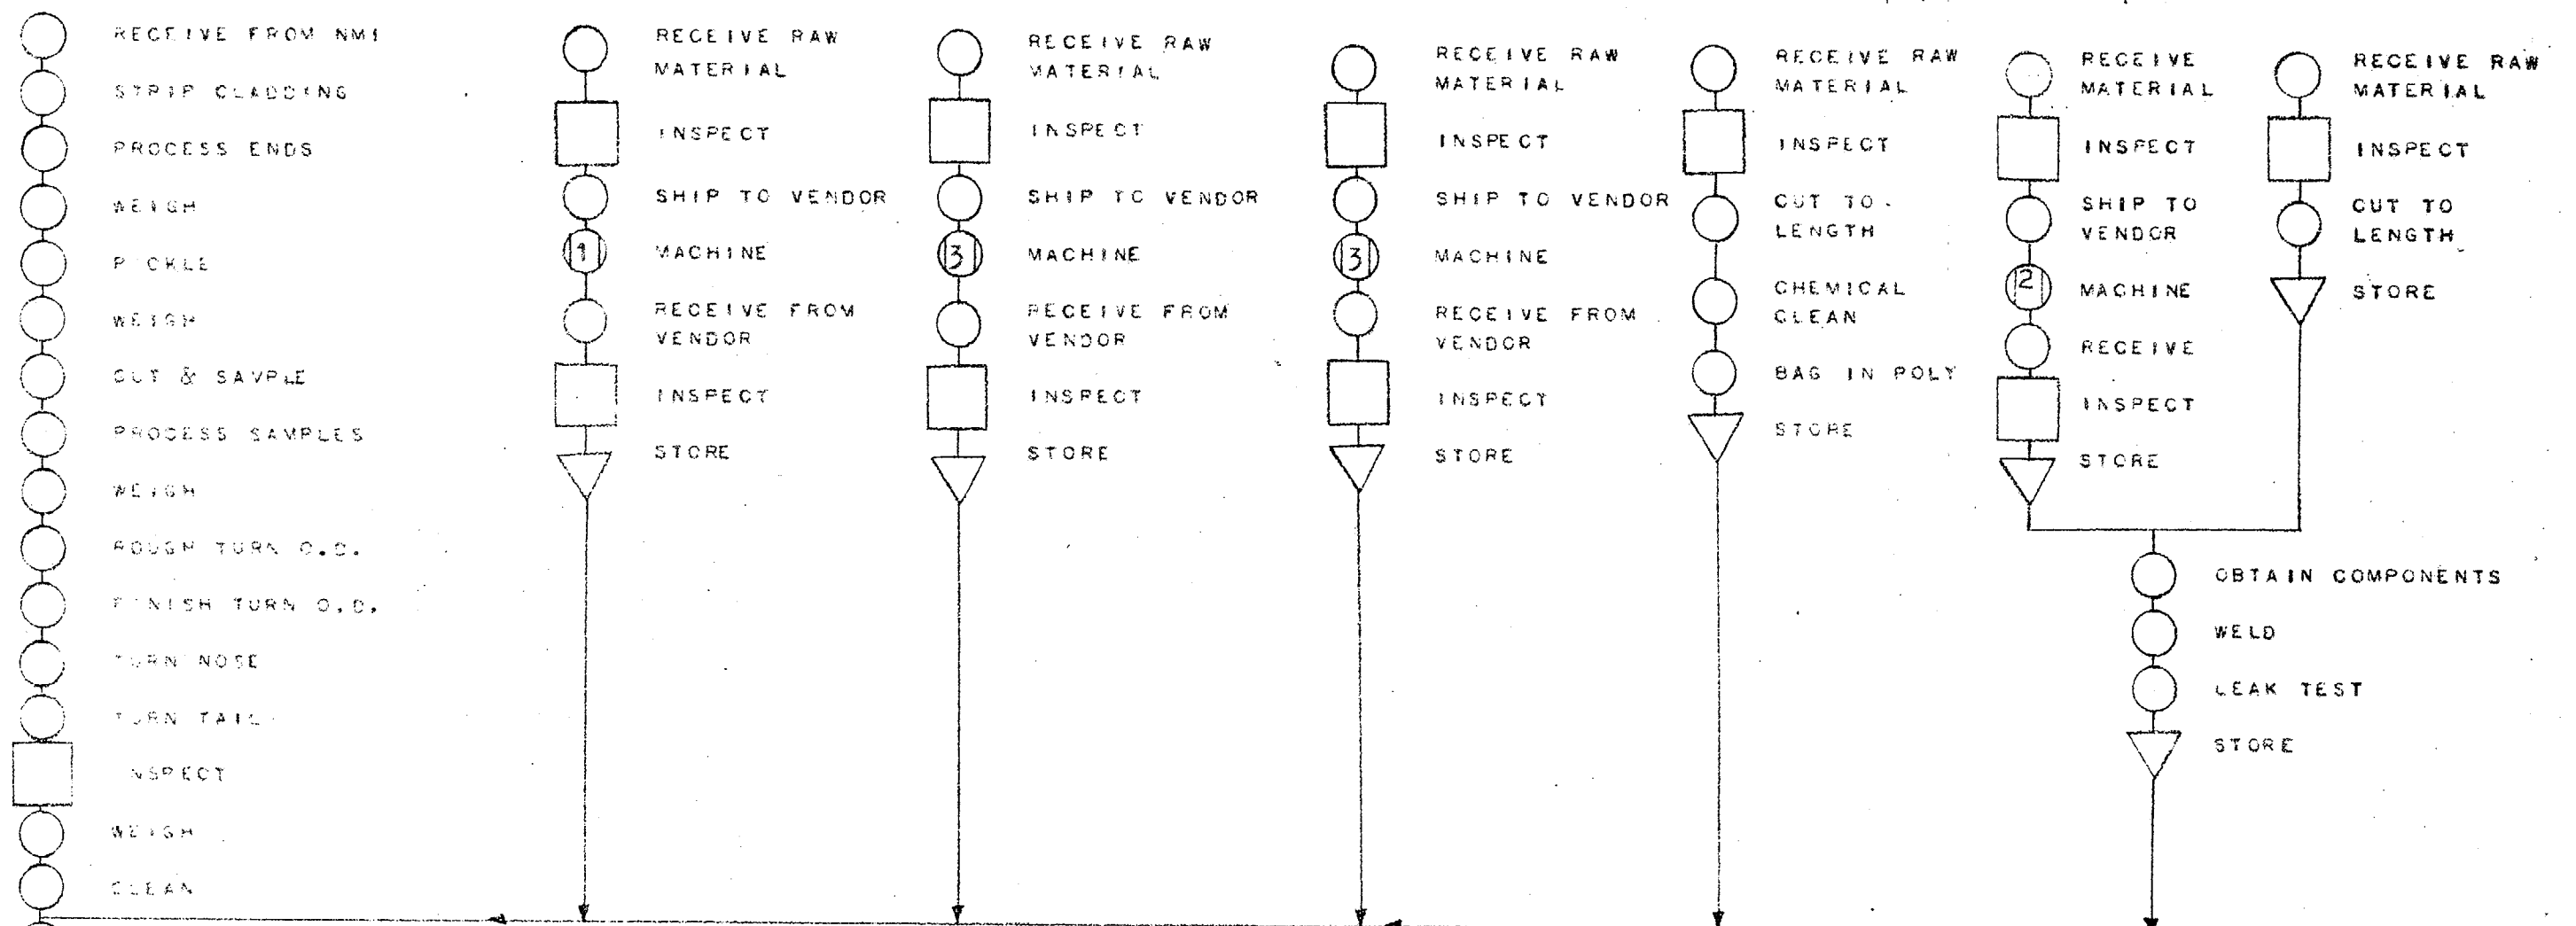 RECEIVE FROM NMI
STRIP CLADDING
PROCESS ENDS
WEIGH
PICKLE
WEIGH
CUT & SAMPLE
PROCESS SAMPLES
WEIGH
ROUGH TURN O.D.
FINISH TURN O.D.
TURN NOSE
TURN TAIL
INSPECT
WEIGH
CLEAN
RECEIVE RAW
MATERIAL
INSPECT
SHIP TO VENDOR
1
MACHINE
RECEIVE FROM
VENDOR
INSPECT
STORE
RECEIVE RAW
MATERIAL
INSPECT
SHIP TO VENDOR
3
MACHINE
RECEIVE FROM
VENDOR
INSPECT
STORE
RECEIVE RAW
MATERIAL
INSPECT
SHIP TO VENDOR
3
MACHINE
RECEIVE FROM
VENDOR
INSPECT
STORE
RECEIVE RAW
MATERIAL
INSPECT
CUT TO
LENGTH
CHEMICAL
CLEAN
BAG IN POLY
STORE
RECEIVE
MATERIAL
INSPECT
SHIP TO
VENDOR
2
MACHINE
RECEIVE
INSPECT
STORE
RECEIVE RAW
MATERIAL
INSPECT
CUT TO
LENGTH
STORE
OBTAIN COMPONENTS
WELD
LEAK TEST
STORE